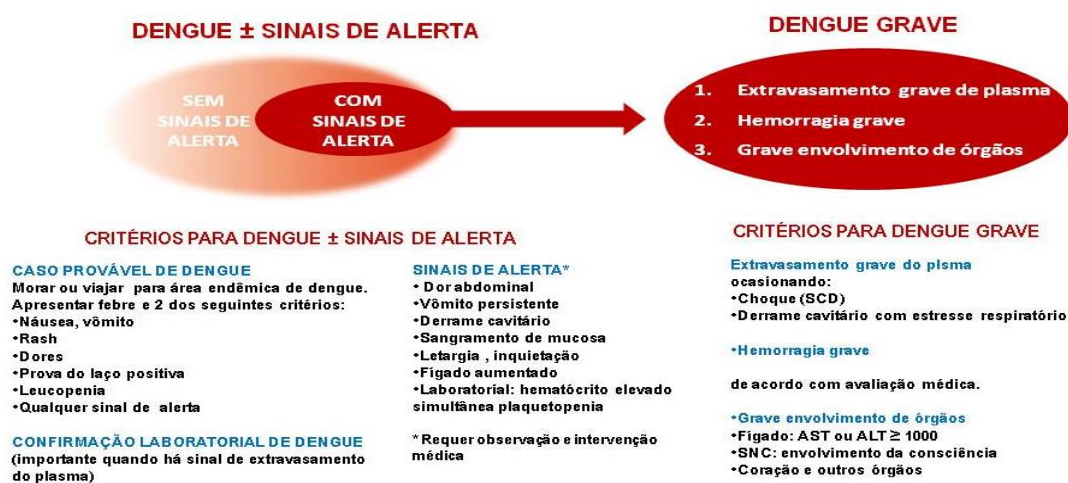 DENGUE ± SINAIS DE ALERTA
SEM
SINAIS DE
ALERTA
COM
SINAIS DE
ALERTA
DENGUE GRAVE
1. Extravasamento grave de plasma
2. Hemorragia grave
3. Grave envolvimento de órgãos
CRITÉRIOS PARA DENGUE ± SINAIS DE ALERTA
CASO PROVÁVEL DE DENGUE
Morar ou viajar para área endêmica de dengue.
Apresentar febre e 2 dos seguintes critérios:
•Náusea, vômito
•Rash
•Dores
•Prova do laço positiva
•Leucopenia
•Qualquer sinal de alerta
CONFIRMAÇÃO LABORATORIAL DE DENGUE
(importante quando há sinal de extravasamento
do plasma)
SINAIS DE ALERTA*
• Dor abdominal
•Vômito persistente
•Derrame cavitário
•Sangramento de mucosa
•Letargia , inquietação
•Fígado aumentado
•Laboratorial: hematócrito elevado
simultânea plaquetopenia
*Requer observação e intervenção
médica
CRITÉRIOS PARA DENGUE GRAVE
Extravasamento grave do plsma
ocasionando:
•Choque (SCD)
•Derrame cavitário com estresse respiratório
•Hemorragia grave
de acordo com avaliação médica.
•Grave envolvimento de órgãos
•Fígado: AST ou ALT ≥ 1000
•SNC: envolvimento da consciência
•Coração e outros órgãos